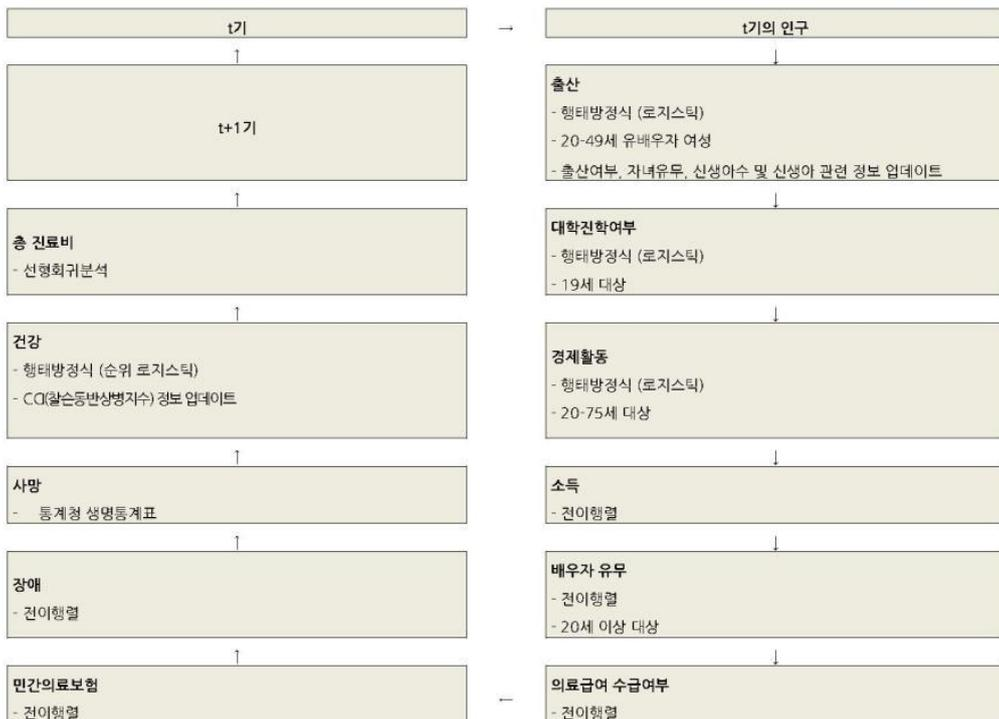 t기
→
t기의 인구
↑
↓
t+1기
출산
- 행태방정식 (로지스틱)
- 20-49세 유배우자 여성
- 출산여부, 자녀유무, 신생아수 및 신생아 관련 정보 업데이트
↑
↓
총 진료비
- 선형회귀분석
대학진학여부
- 행태방정식 (로지스틱)
- 19세 대상
↑
↓
건강
- 행태방정식 (순위 로지스틱)
- CCI(찰슨동반상병지수) 정보 업데이트
경제활동
- 행태방정식 (로지스틱)
- 20-75세 대상
↑
↓
사망
- 통계청 생명통계표
소득
- 전이행렬
↑
↓
장애
- 전이행렬
배우자 유무
- 전이행렬
- 20세 이상 대상
↑
↓
민간의료보험
- 전이행렬
←
의료급여 수급여부
- 전이행렬